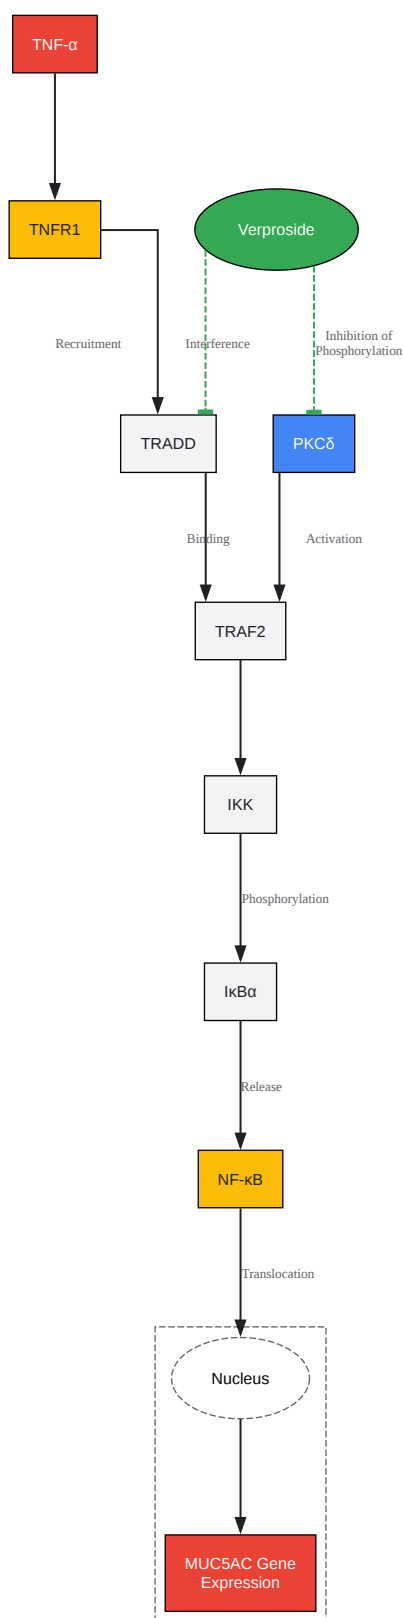 TNF-α
TNFR1
Verproside
Recruitment
Interference
Inhibition of
Phosphorylation
TRADD
PKCδ
Binding
Activation
TRAF2
IKK
Phosphorylation
IκBα
Release
NF-κB
Translocation
Nucleus
MUC5AC Gene
Expression